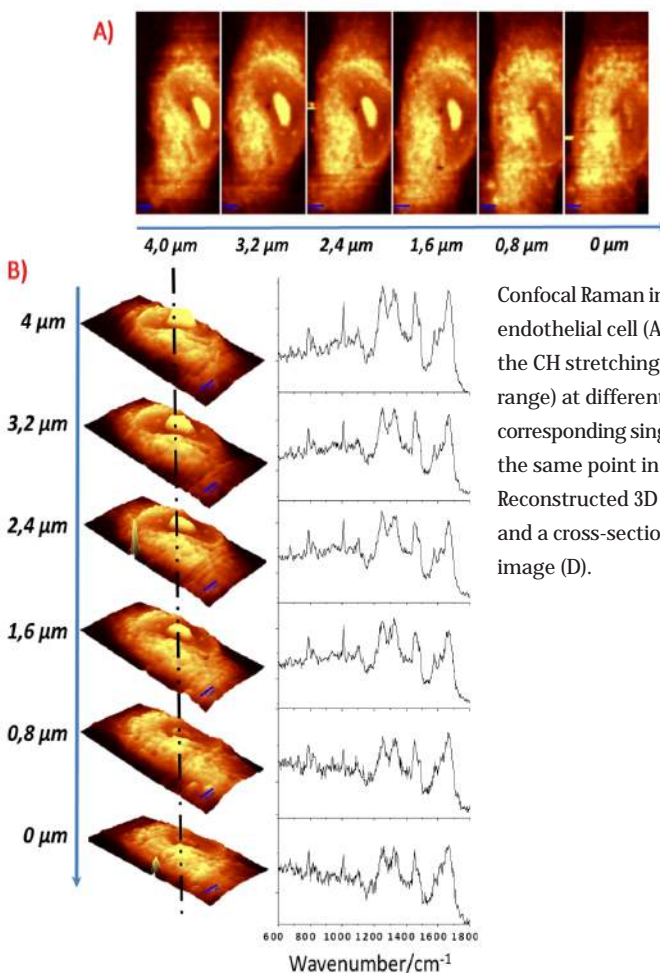 A)
4,0 µm 3,2 µm 2,4 µm 1,6 µm 0,8 µm 0 µm
B)
4 µm
3,2 µm
2,4 µm
1,6 µm
0,8 µm
0 µm
600 800 1000 1200 1400 1600 1800
Wavenumber/cm⁻¹
Confocal Raman
endothelial cell (A
the CH stretching
range) at different
corresponding sing
the same point in
Reconstructed 3D
and a cross-section
image (D).